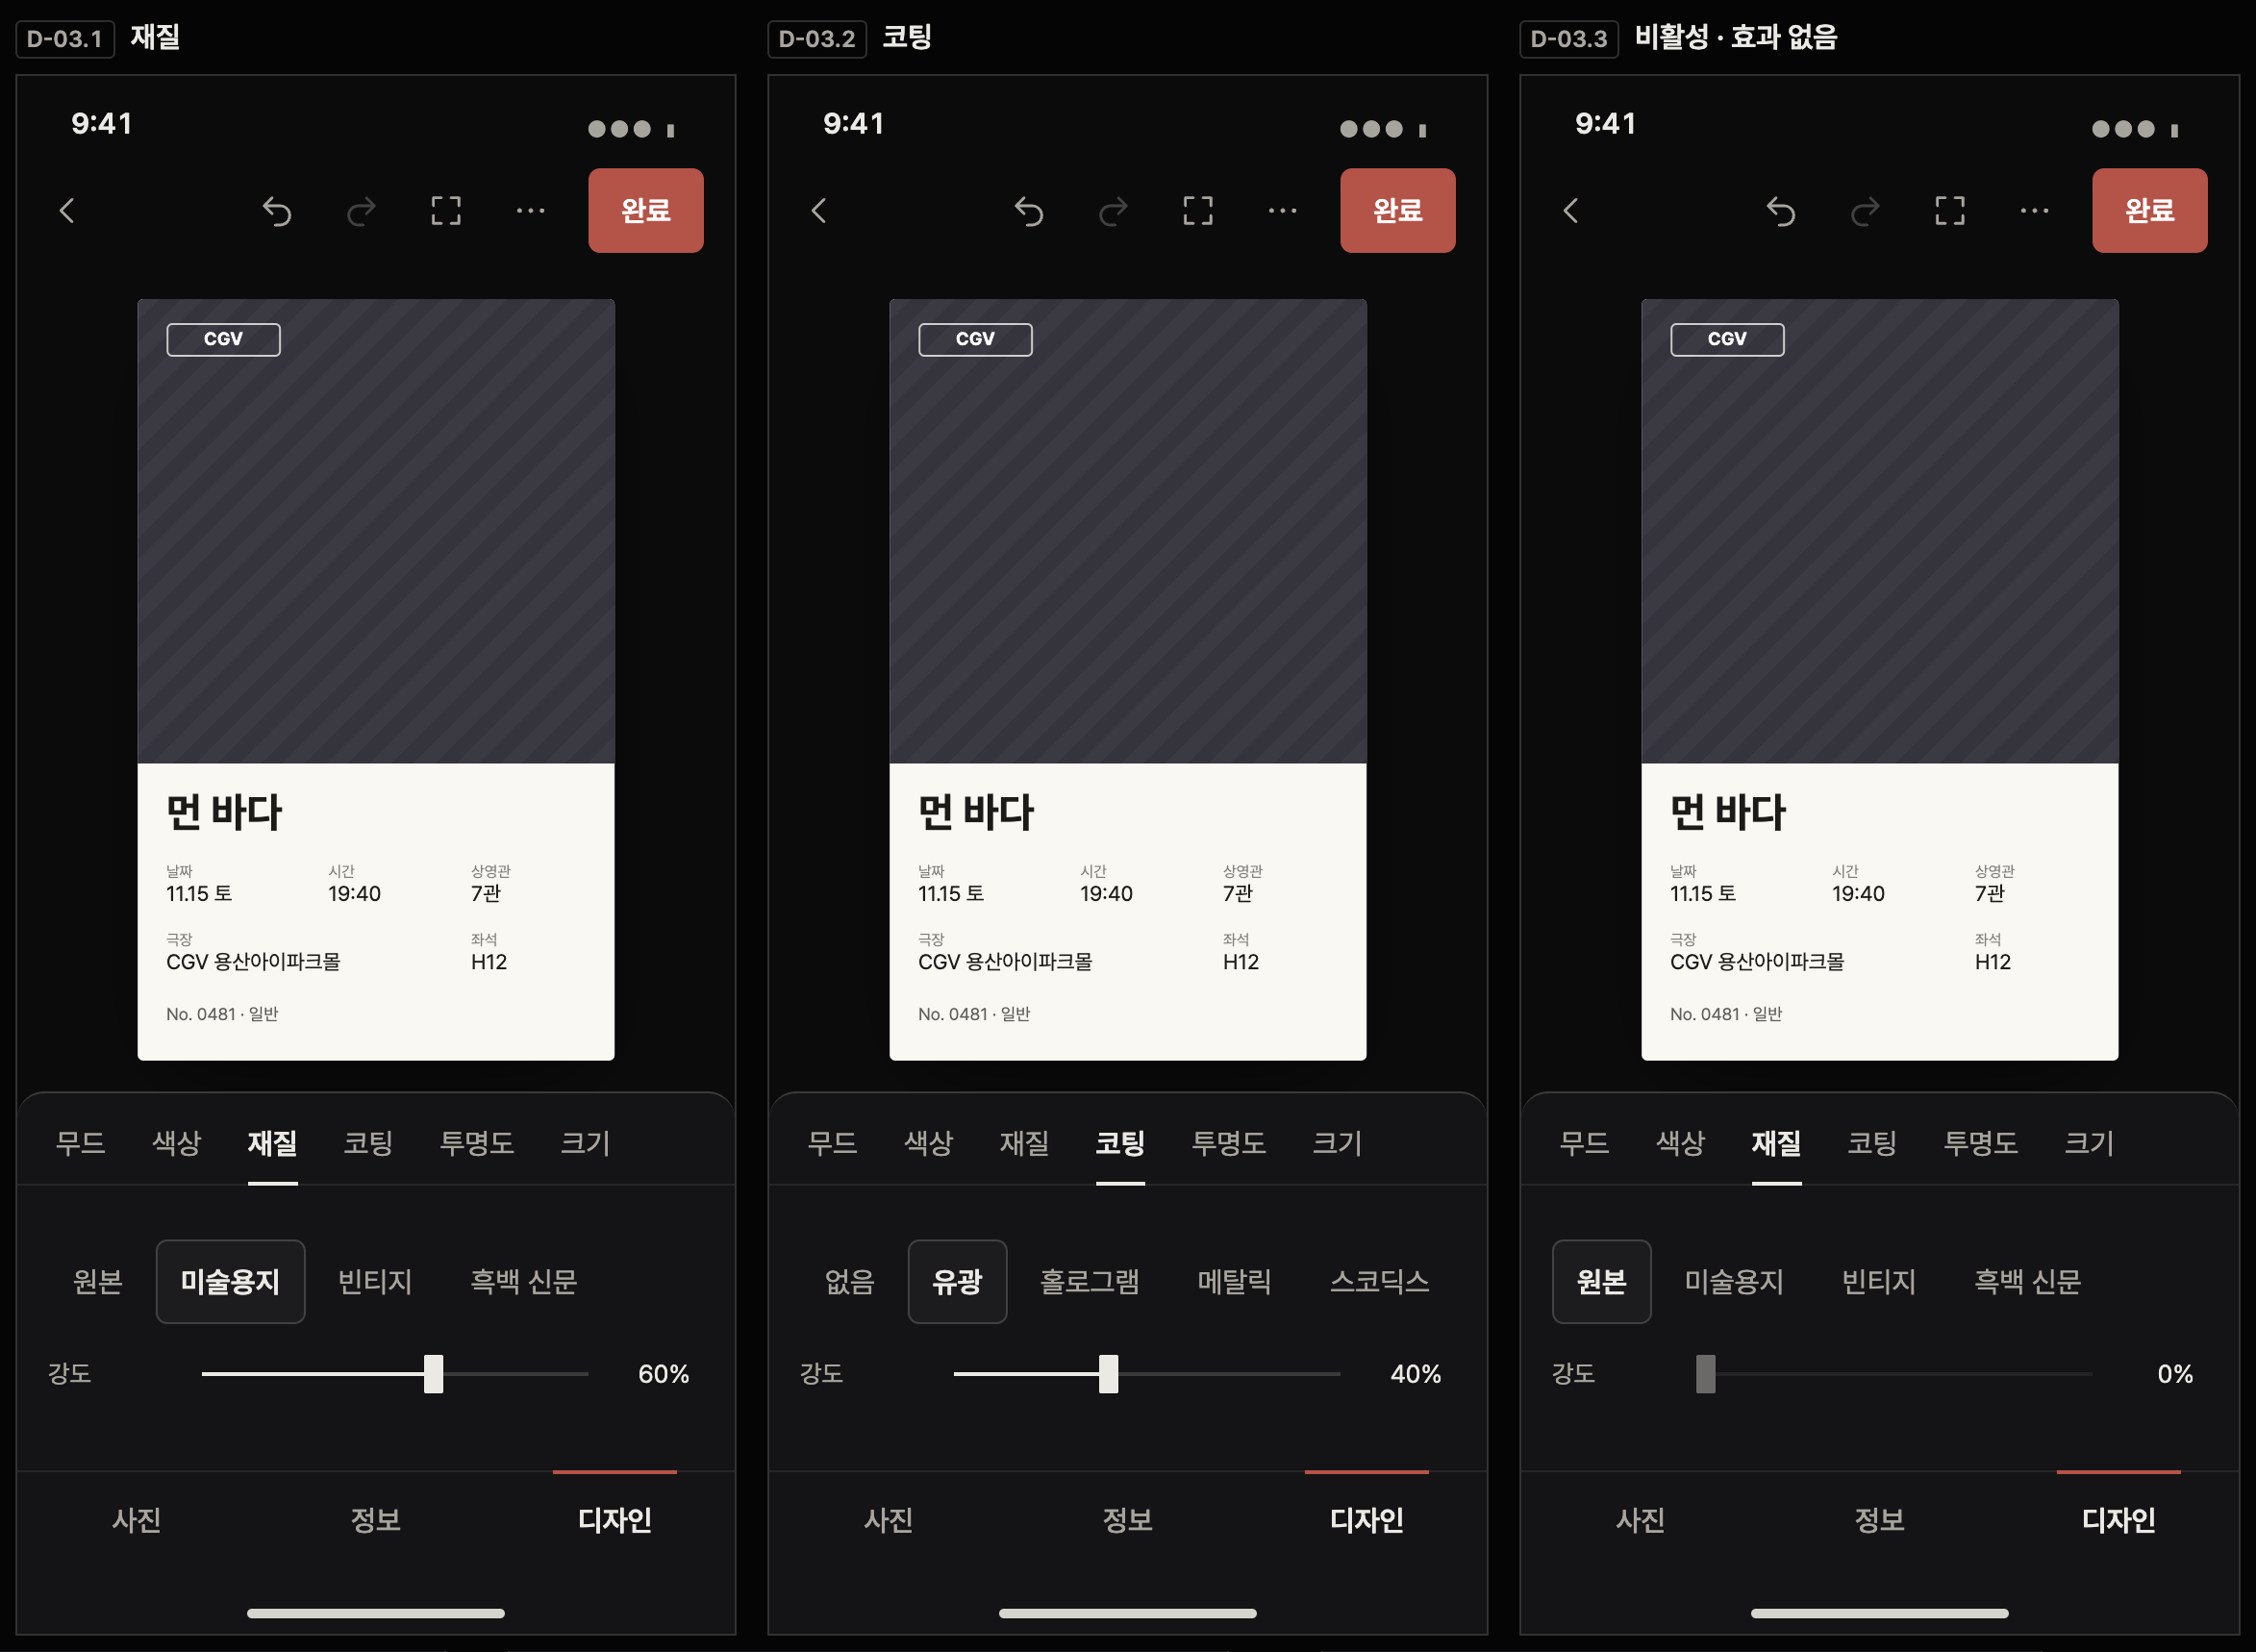 D-03.1 재질
9:41
완료
CGV
먼 바다
날짜 시간 상영관
11.15 토 19:40 7관
극장 좌석
CGV 용산아이파크몰 H12
No. 0481 · 일반
무드 색상 재질 코팅 투명도 크기
원본 미술용지 빈티지 흑백 신문
강도 60%
사진 정보 디자인
D-03.2 코팅
9:41
완료
CGV
먼 바다
날짜 시간 상영관
11.15 토 19:40 7관
극장 좌석
CGV 용산아이파크몰 H12
No. 0481 · 일반
무드 색상 재질 코팅 투명도 크기
없음 유광 홀로그램 메탈릭 스코딕스
강도 40%
사진 정보 디자인
D-03.3 비활성 · 효과 없음
9:41
완료
CGV
먼 바다
날짜 시간 상영관
11.15 토 19:40 7관
극장 좌석
CGV 용산아이파크몰 H12
No. 0481 · 일반
무드 색상 재질 코팅 투명도 크기
원본 미술용지 빈티지 흑백 신문
강도 0%
사진 정보 디자인